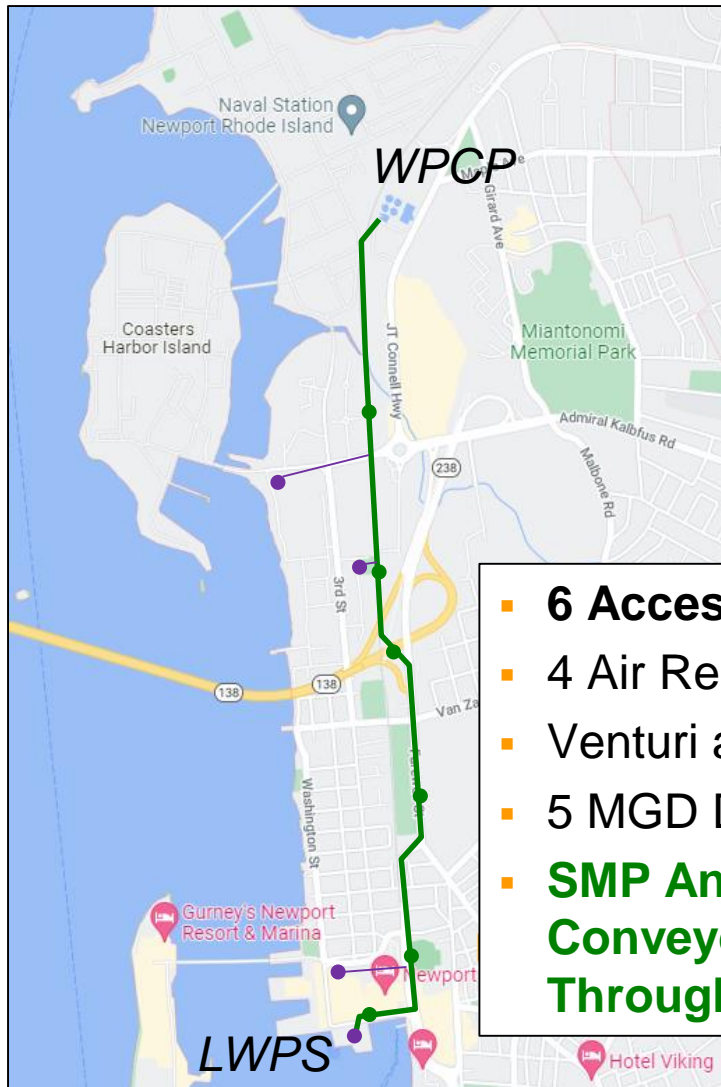 Naval Station
Newport Rhode Island
WPCP
Girard Ave
Coasters
Harbor Island
JT Connell Hwy
Miantonomi
Memorial Park
Admiral Kalbfus Rd
238
Malbone Rd
3rd St
138
138
Van Za
Washington St
Gurney's Newport
Resort & Marina
Newport
LWPS
Hotel Viking
▪ 6 Acces
▪ 4 Air Re
▪ Venturi a
▪ 5 MGD D
▪ SMP An
Conveye
Through